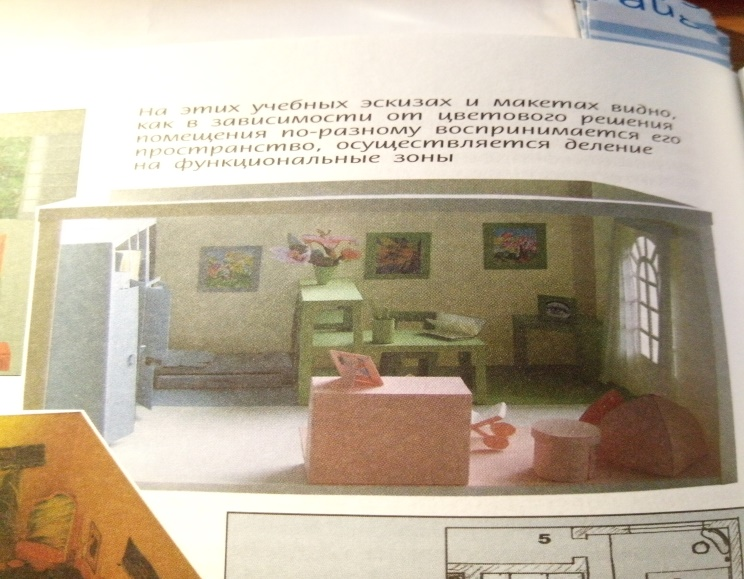 На этих учебных эскизах и макетах видно,
как в зависимости от цветового решения
помещения по-разному воспринимается его
пространство, осуществляется деление
на функциональные зоны
5